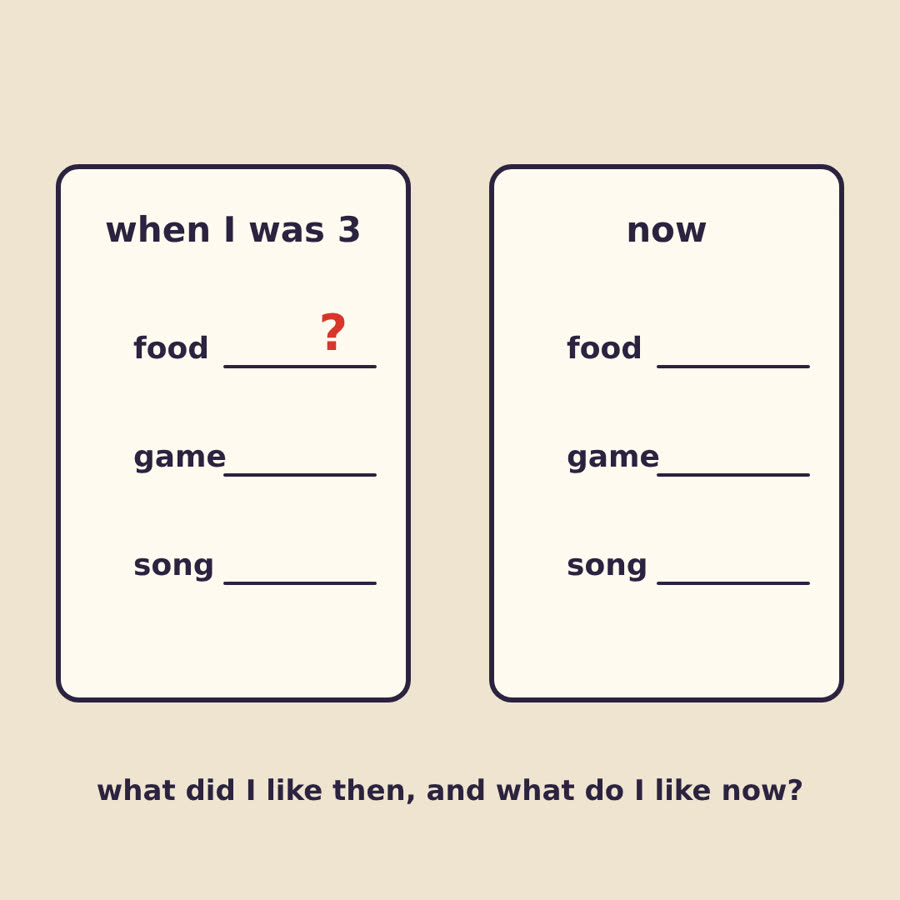 when I was 3
food ?
game
song
now
food
game
song
what did I like then, and what do I like now?